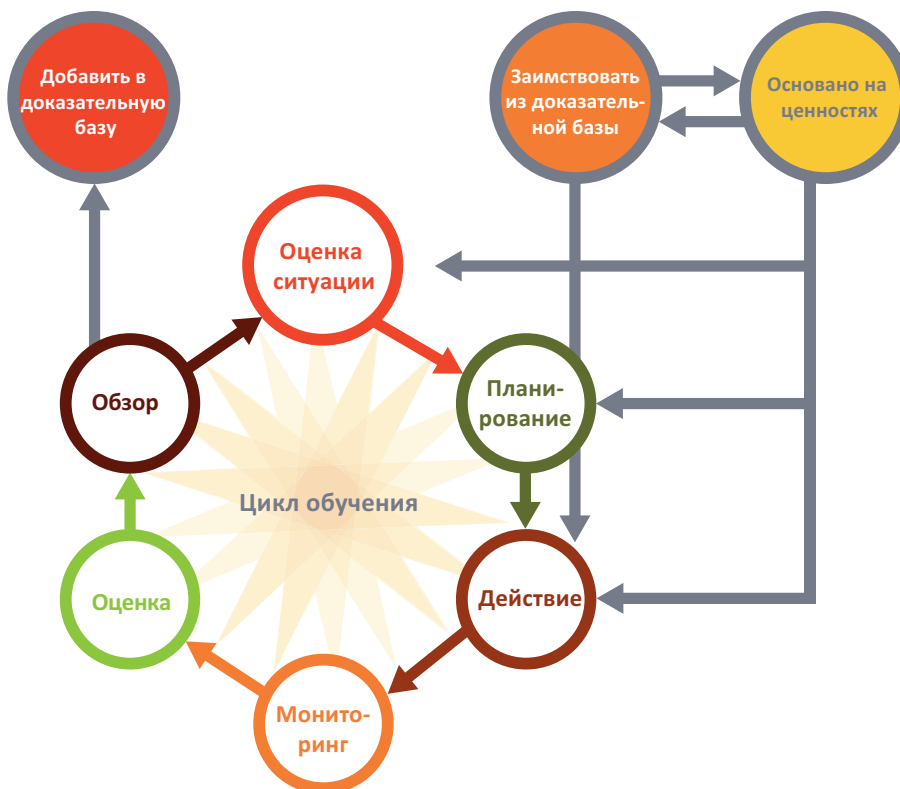 Добавить в
доказательную
базу
Заимствовать
из доказатель-
ной базы
Основано на
ценностях
Оценка
ситуации
Обзор
Плани-
рование
Цикл обучения
Оценка
Действие
Монито-
ринг